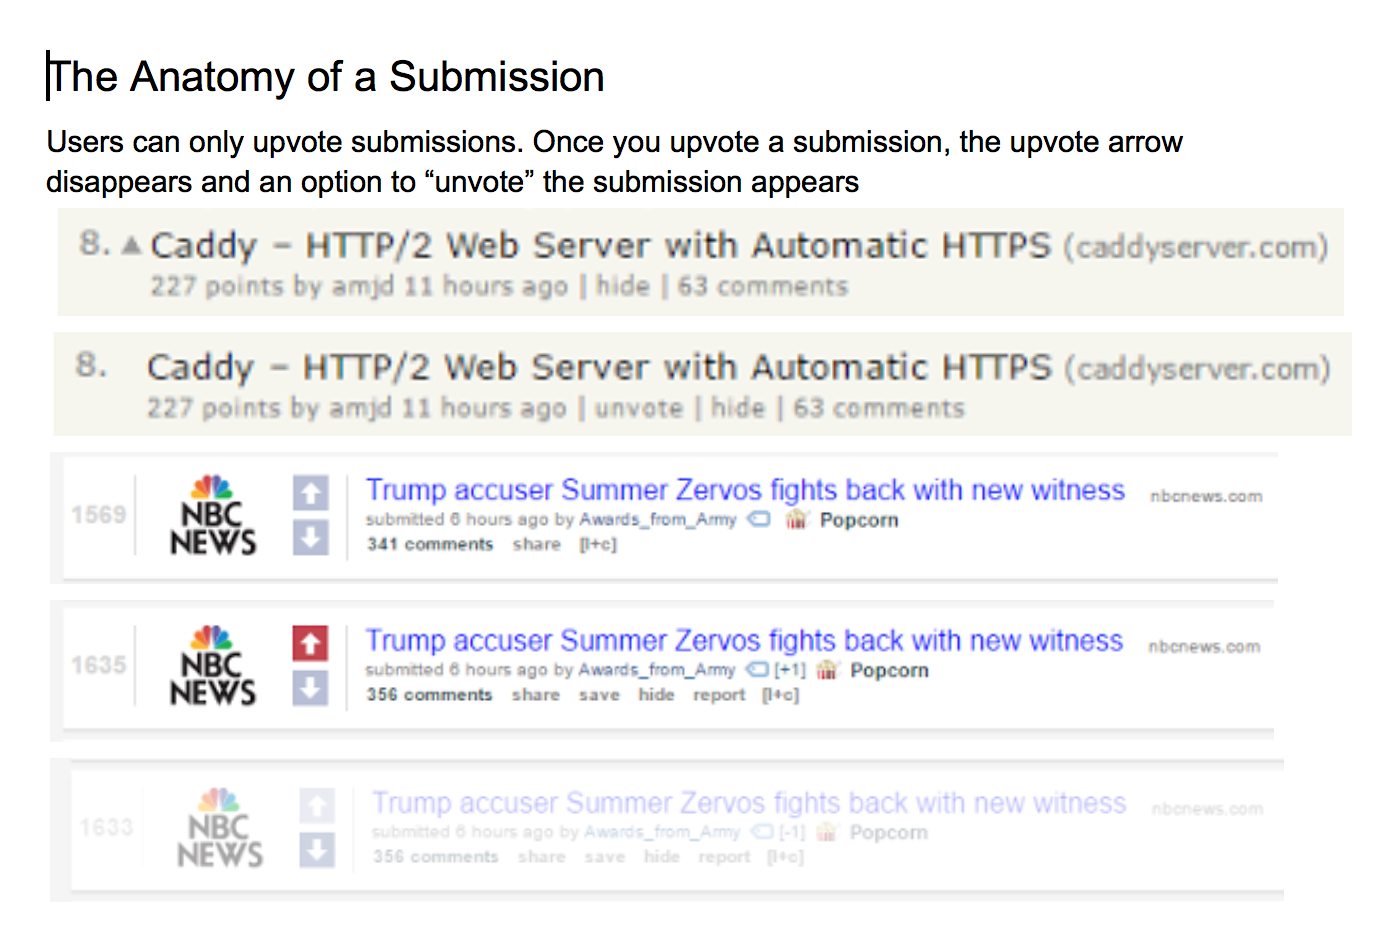 The Anatomy of a Submission
Users can only upvote submissions. Once you upvote a submission, the upvote arrow
disappears and an option to “unvote” the submission appears
8. ▲ Caddy – HTTP/2 Web Server with Automatic HTTPS (caddyserver.com)
227 points by amjd 11 hours ago | hide | 63 comments
8. Caddy – HTTP/2 Web Server with Automatic HTTPS (caddyserver.com)
227 points by amjd 11 hours ago | unvote | hide | 63 comments
1569 NBC NEWS Trump accuser Summer Zervos fights back with new witness nbcnews.com
submitted 6 hours ago by Awards_from_Army Popcorn
341 comments share [l+c]
1635 NBC NEWS Trump accuser Summer Zervos fights back with new witness nbcnews.com
submitted 6 hours ago by Awards_from_Army [+1] Popcorn
356 comments share save hide report [l+c]
1633 NBC NEWS Trump accuser Summer Zervos fights back with new witness nbcnews.com
submitted 6 hours ago by Awards_from_Army [-1] Popcorn
356 comments share save hide report [l+c]